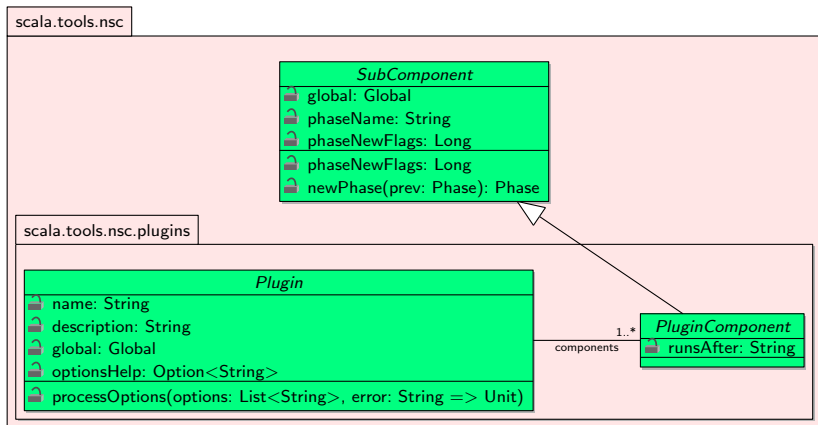 scala.tools.nsc
SubComponent
global: Global
phaseName: String
phaseNewFlags: Long
phaseNewFlags: Long
newPhase(prev: Phase): Phase
scala.tools.nsc.plugins
Plugin
name: String
description: String
global: Global
optionsHelp: Option<String>
processOptions(options: List<String>, error: String => Unit)
1..*
components
PluginComponent
runsAfter: String